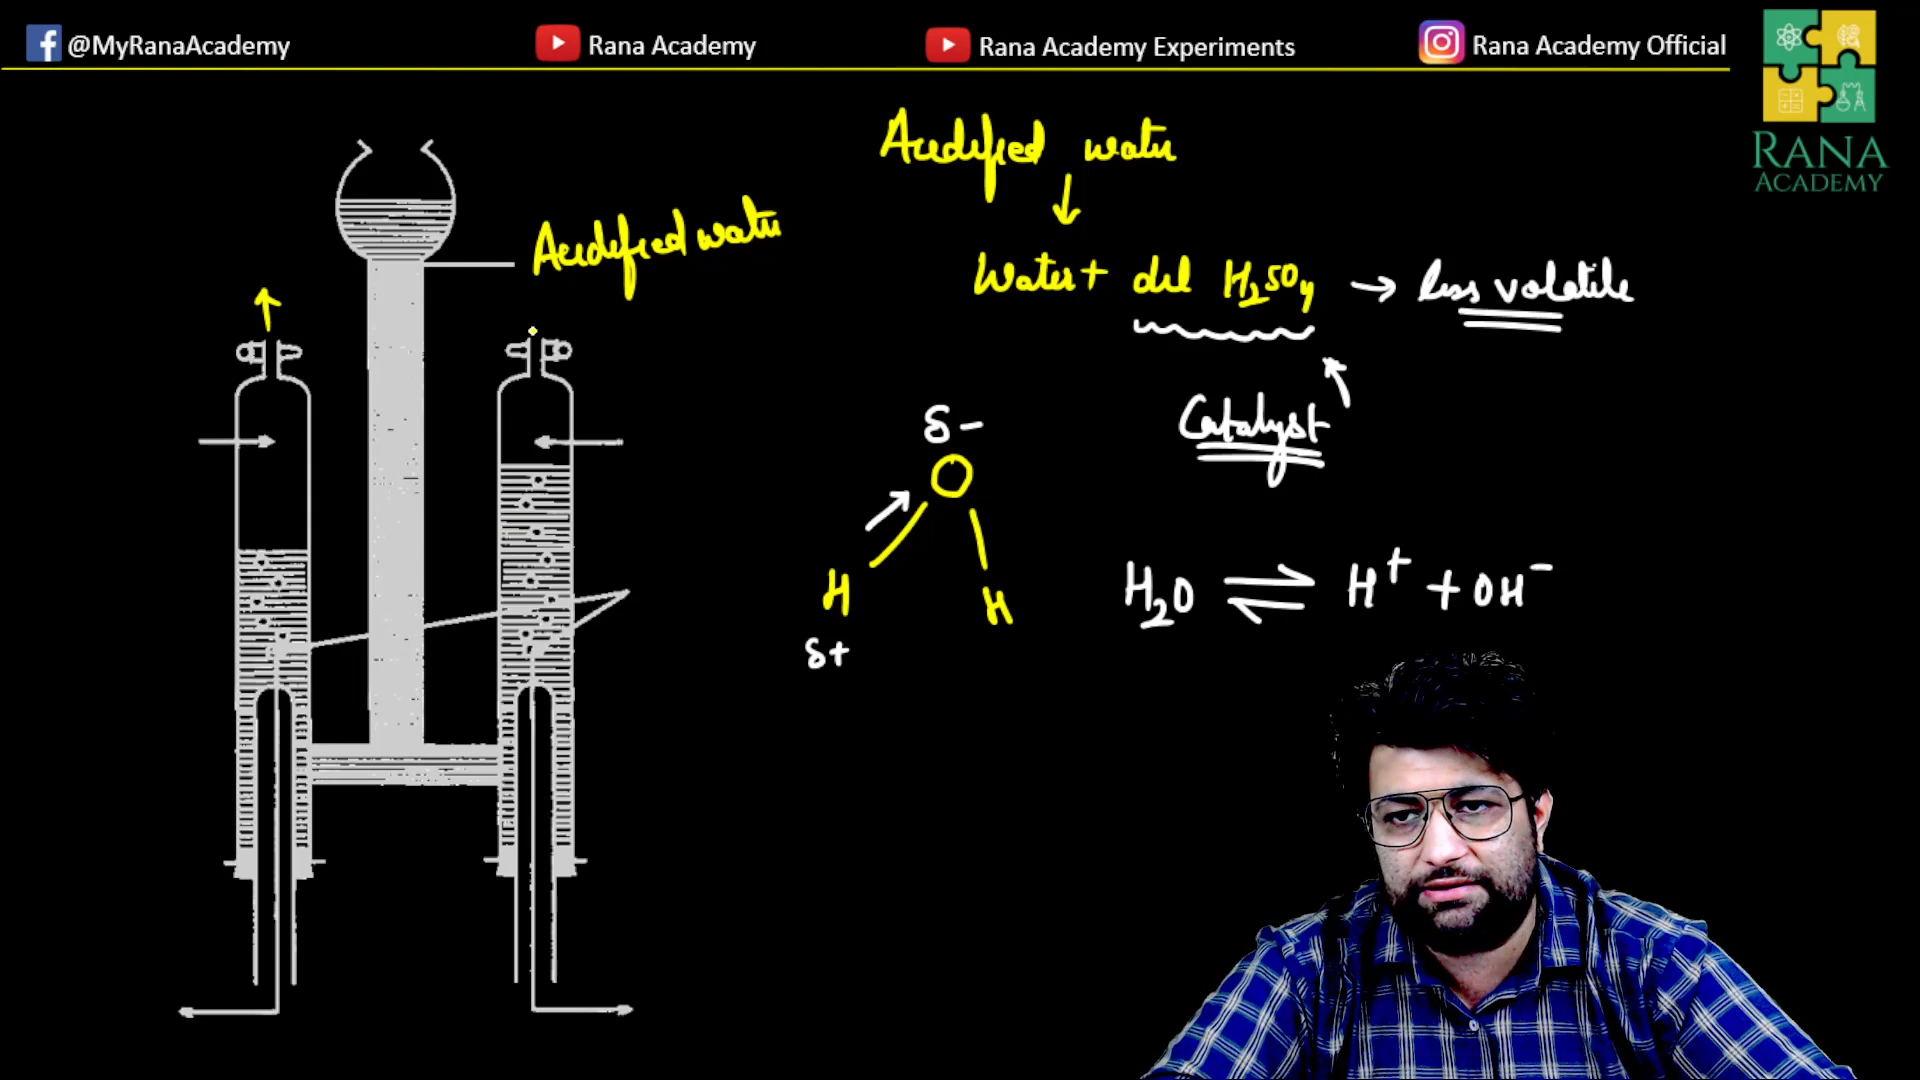 @MyRanaAcademy
Rana Academy
Rana Academy Experiments
Rana Academy Official
RANA
ACADEMY
Acidified water
Acidified water
Water + dil H₂SO₄ → less volatile
Catalyst
δ-
O
H
H
δ+
H₂O ⇌ H⁺ + OH⁻